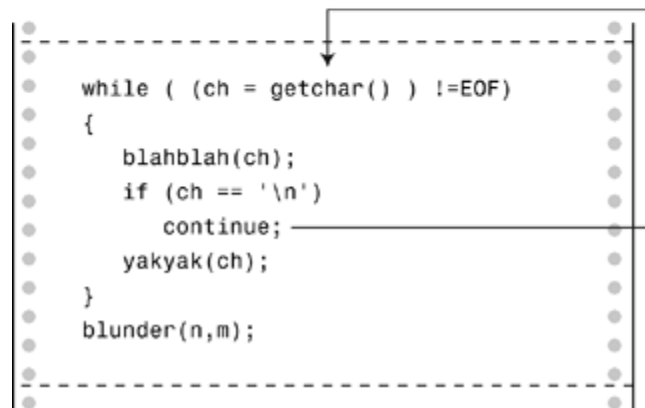 while ( (ch = getchar() ) !=EOF)
{
blahblah(ch);
if (ch == '\n')
continue;
yakyak(ch);
}
blunder(n,m);